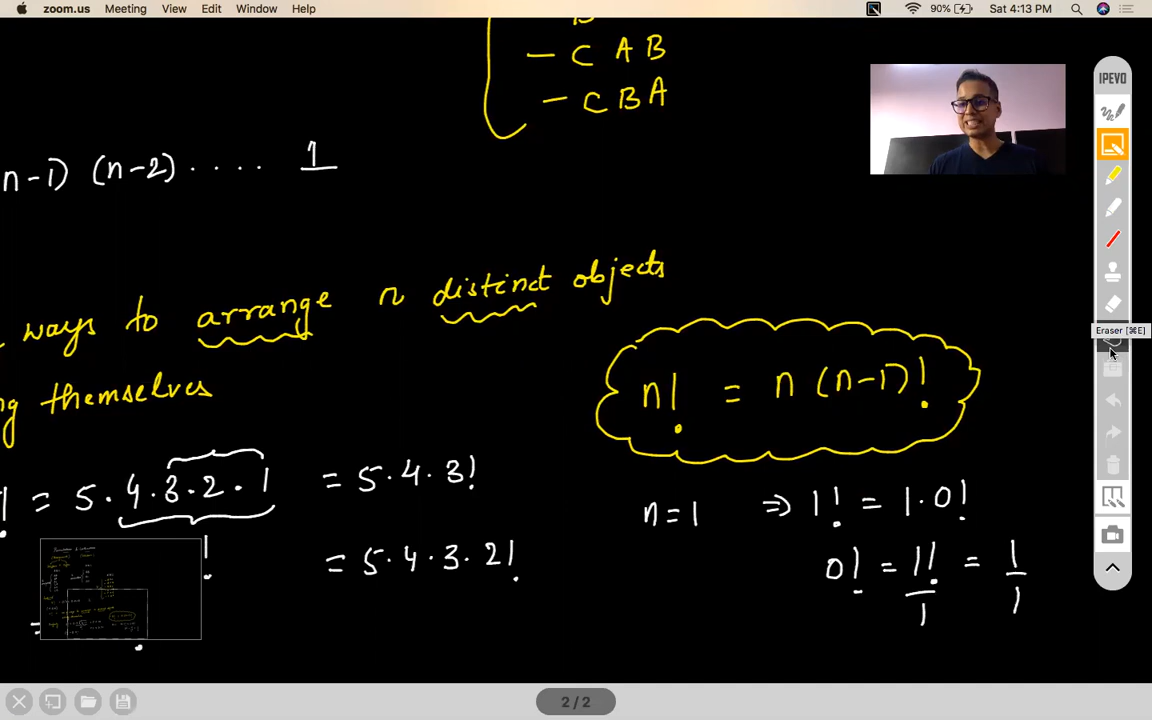 zoom.us Meeting View Edit Window Help 90% Sat 4:13 PM
C A B
C B A
IPEVO
n-1) (n-2) .... 1
ways to arrange n distinct objects
themselves
Eraser [⌘E]
n! = n (n-1)!
! = 5.4.3.2.1 = 5.4.3!
n=1 ⇒ 1! = 1.0!
!
= 5.4.3.2!
0! = 1!/1 = 1/1
2/2